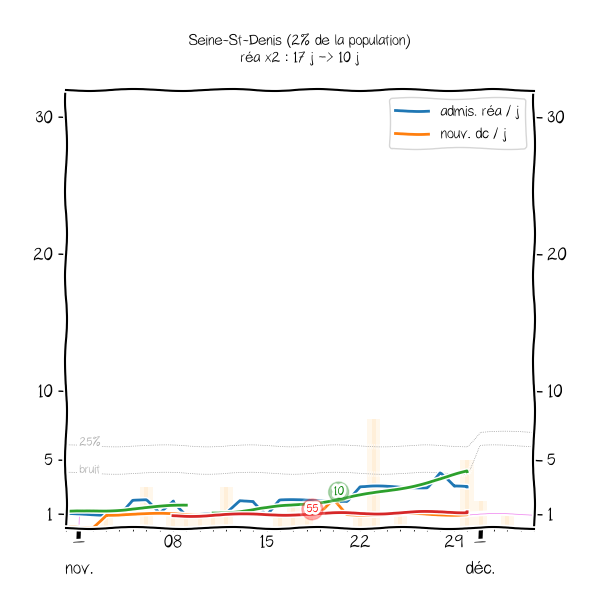 Seine-St-Denis (2% de la population)
réa x2 : 17 j -> 10 j
admis. réa / j
nouv. dc / j
30
30
20
20
10
10
5
5
1
1
25%
bruit
10
55
08
15
22
29
nov.
déc.